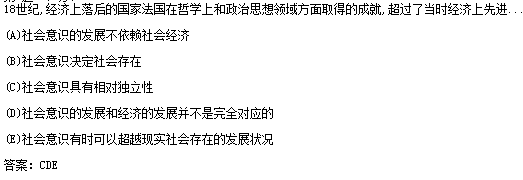 18世纪,经济上落后的国家法国在哲学上和政治思想领域方面取得的成就,超过了当时经济上先进...
(A)社会意识的发展不依赖社会经济
(B)社会意识决定社会存在
(C)社会意识具有相对独立性
(D)社会意识的发展和经济的发展并不是完全对应的
(E)社会意识有时可以超越现实社会存在的发展状况
答案: CDE